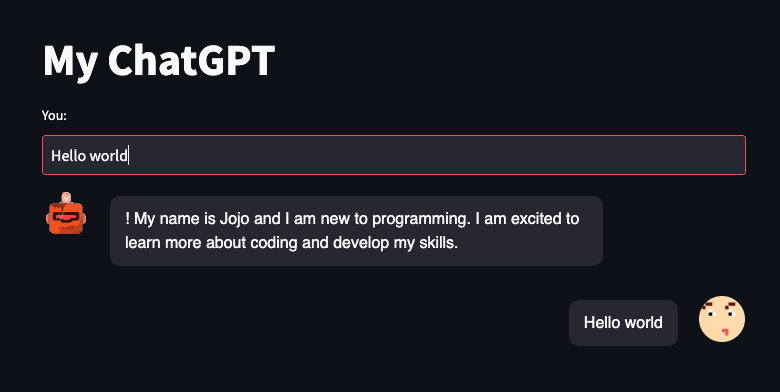 My ChatGPT
You:
Hello world
! My name is Jojo and I am new to programming. I am excited to
learn more about coding and develop my skills.
Hello world